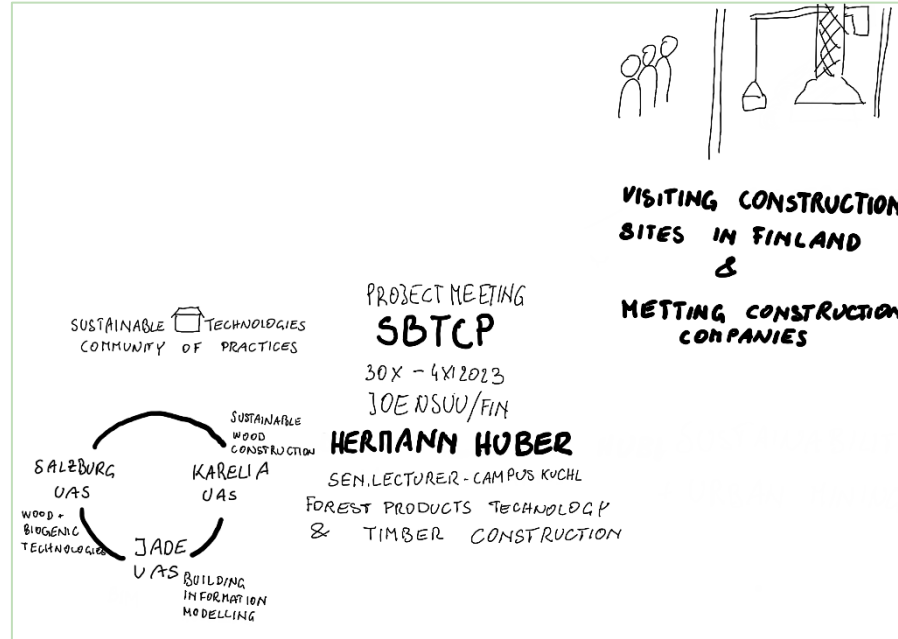 VISITING CONSTRUCTION
SITES IN FINLAND
&
METTING CONSTRUCTION
COMPANIES
PROJECT MEETING
SBTCP
30X - 4XI2023
JOENSUU/FIN
HERMANN HUBER
SEN.LECTURER - CAMPUS KUCHL
FOREST PRODUCTS TECHNOLOGY
& TIMBER CONSTRUCTION
SUSTAINABLE TECHNOLOGIES
COMMUNITY OF PRACTICES
SUSTAINABLE
WOOD
CONSTRUCTION
SALZBURG
UAS
WOOD +
BIOGENIC
TECHNOLOGIES
KARELIA
UAS
JADE
UAS
BUILDING
INFORMATION
MODELLING